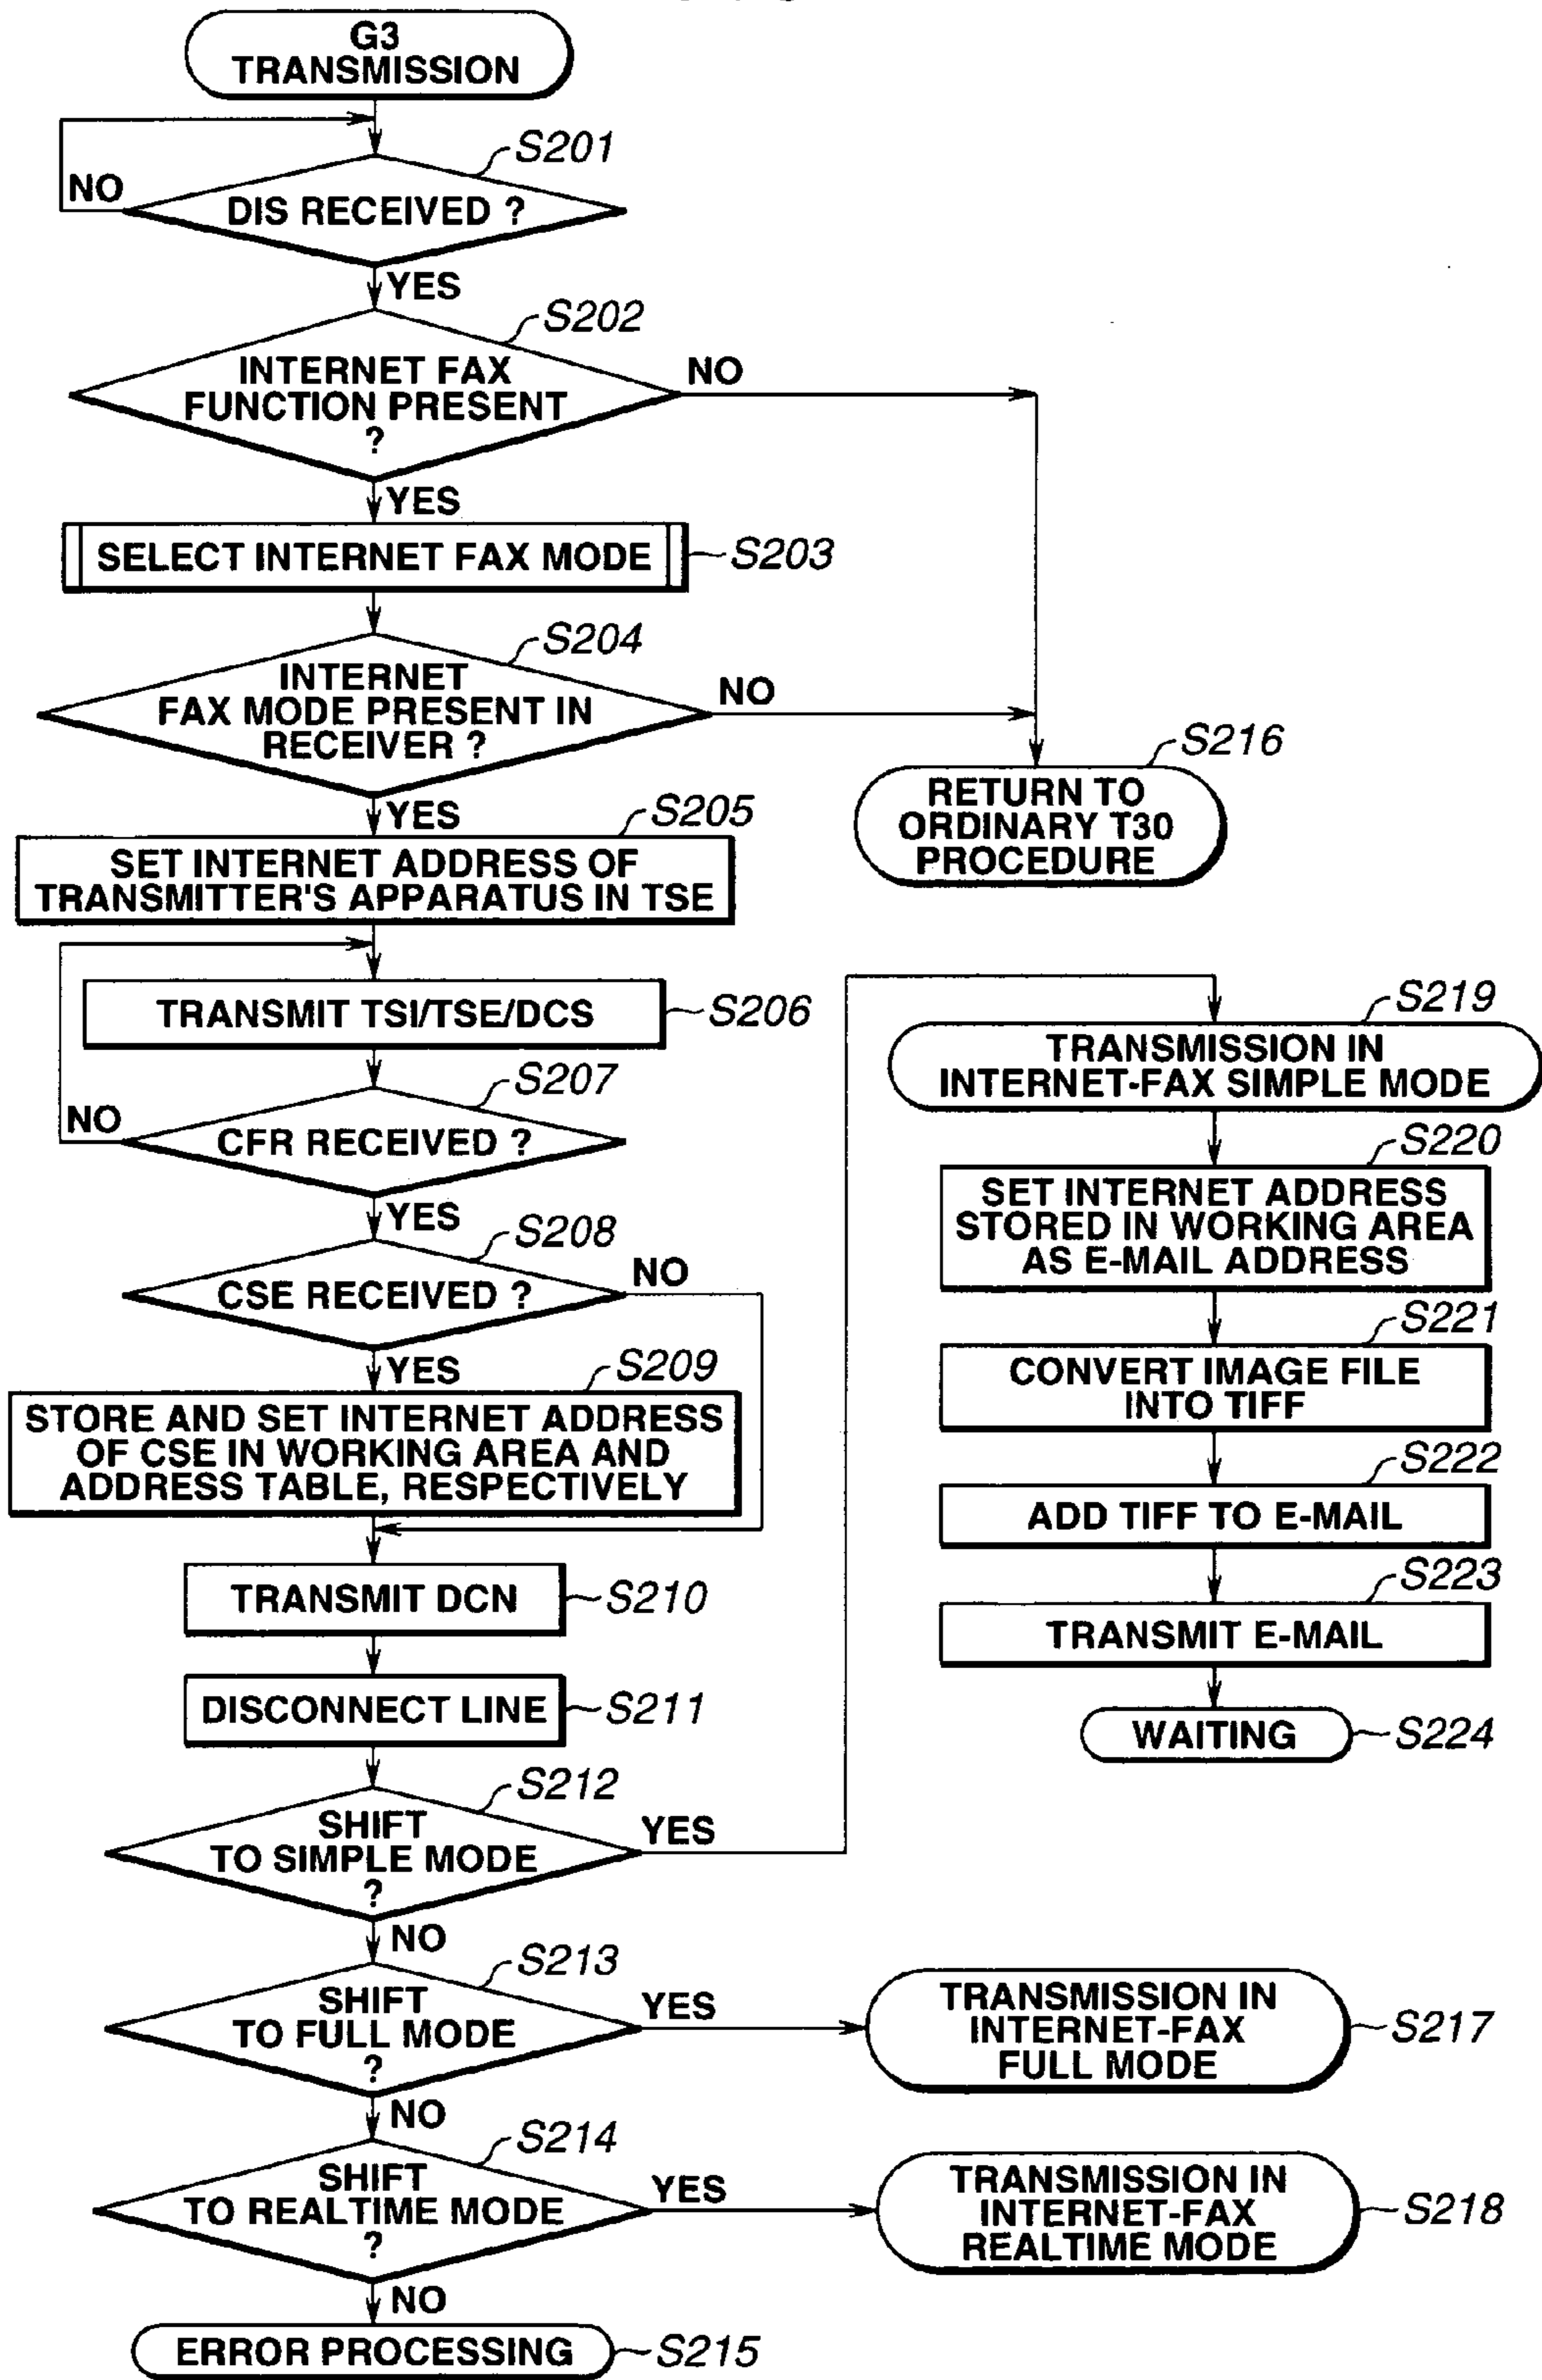 G3
TRANSMISSION
S201
NO
DIS RECEIVED ?
YES
S202
INTERNET FAX
FUNCTION PRESENT
?
NO
YES
SELECT INTERNET FAX MODE
S203
S204
INTERNET
FAX MODE PRESENT IN
RECEIVER ?
NO
S216
RETURN TO
ORDINARY T30
PROCEDURE
YES
S205
SET INTERNET ADDRESS OF
TRANSMITTER'S APPARATUS IN TSE
TRANSMIT TSI/TSE/DCS
S206
S207
NO
CFR RECEIVED ?
YES
S208
CSE RECEIVED ?
NO
YES
S209
STORE AND SET INTERNET ADDRESS
OF CSE IN WORKING AREA AND
ADDRESS TABLE, RESPECTIVELY
TRANSMIT DCN
S210
DISCONNECT LINE
S211
S212
SHIFT
TO SIMPLE MODE
?
YES
NO
S213
SHIFT
TO FULL MODE
?
YES
TRANSMISSION IN
INTERNET-FAX
FULL MODE
S217
NO
S214
SHIFT
TO REALTIME MODE
?
YES
TRANSMISSION IN
INTERNET-FAX
REALTIME MODE
S218
NO
ERROR PROCESSING
S215
S219
TRANSMISSION IN
INTERNET-FAX SIMPLE MODE
S220
SET INTERNET ADDRESS
STORED IN WORKING AREA
AS E-MAIL ADDRESS
S221
CONVERT IMAGE FILE
INTO TIFF
S222
ADD TIFF TO E-MAIL
S223
TRANSMIT E-MAIL
WAITING
S224